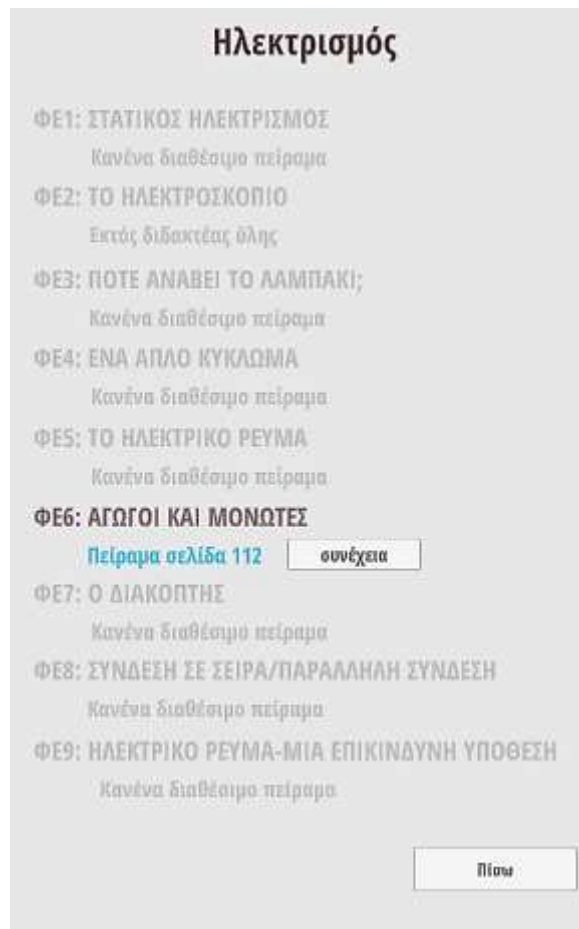 Ηλεκτρισμός
ΦΕ1: ΣΤΑΤΙΚΟΣ ΗΛΕΚΤΡΙΣΜΟΣ
Κανένα διαθέσιμο πείραμα
ΦΕ2: ΤΟ ΗΛΕΚΤΡΟΣΚΟΠΙΟ
Εκτός διδακτέας ύλης
ΦΕ3: ΠΟΤΕ ΑΝΑΒΕΙ ΤΟ ΛΑΜΠΑΚΙ;
Κανένα διαθέσιμο πείραμα
ΦΕ4: ΕΝΑ ΑΠΛΟ ΚΥΚΛΩΜΑ
Κανένα διαθέσιμο πείραμα
ΦΕ5: ΤΟ ΗΛΕΚΤΡΙΚΟ ΡΕΥΜΑ
Κανένα διαθέσιμο πείραμα
ΦΕ6: ΑΓΩΓΟΙ ΚΑΙ ΜΟΝΩΤΕΣ
Πείραμα σελίδα 112 συνέχεια
ΦΕ7: Ο ΔΙΑΚΟΠΤΗΣ
Κανένα διαθέσιμο πείραμα
ΦΕ8: ΣΥΝΔΕΣΗ ΣΕ ΣΕΙΡΑ/ΠΑΡΑΛΛΗΛΗ ΣΥΝΔΕΣΗ
Κανένα διαθέσιμο πείραμα
ΦΕ9: ΗΛΕΚΤΡΙΚΟ ΡΕΥΜΑ-ΜΙΑ ΕΠΙΚΙΝΔΥΝΗ ΥΠΟΘΕΣΗ
Κανένα διαθέσιμο πείραμα
Πίσω